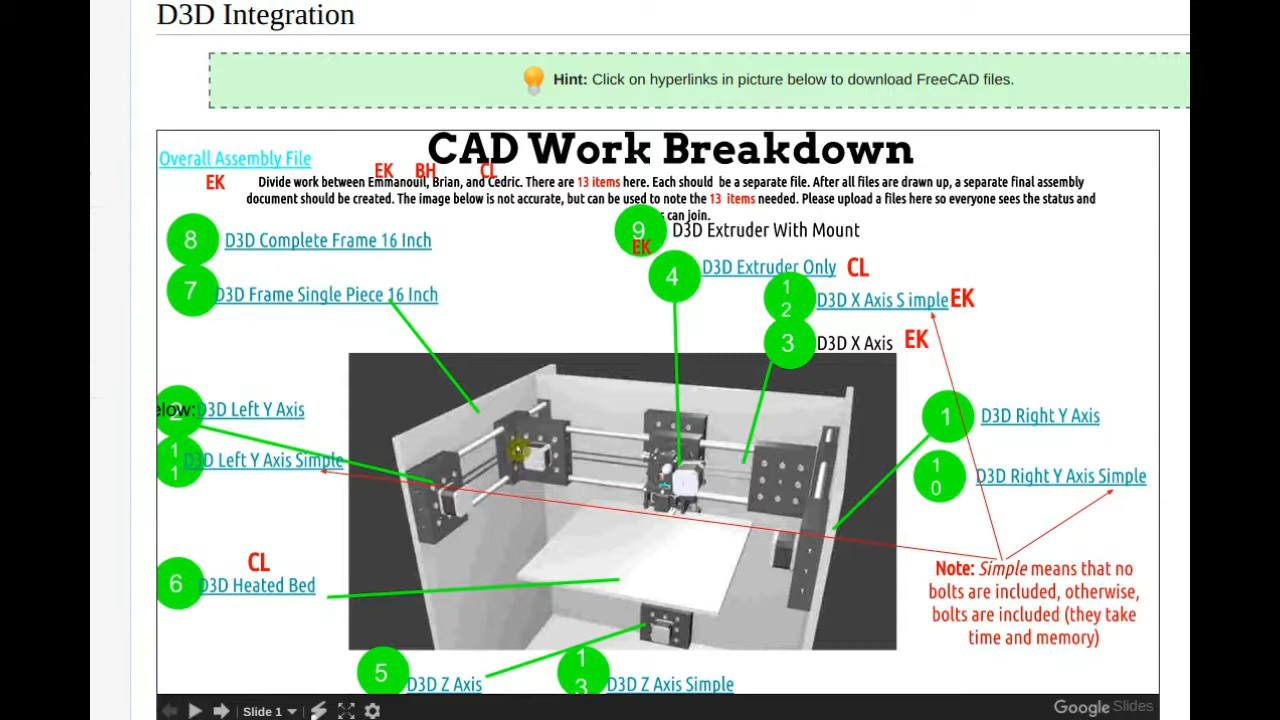 D3D Integration
Hint: Click on hyperlinks in picture below to download FreeCAD files.
CAD Work Breakdown
Overall Assembly File
EK BH CL
EK
Divide work between Emmanouil, Brian, and Cedric. There are 13 items here. Each should be a separate file. After all files are drawn up, a separate final assembly
document should be created. The image below is not accurate, but can be used to note the 13 items needed. Please upload a files here so everyone sees the status and
can join.
9 D3D Extruder With Mount
EK
8 D3D Complete Frame 16 Inch
4 D3D Extruder Only CL
7 D3D Frame Single Piece 16 Inch
12 D3D X Axis S imple EK
3 D3D X Axis EK
elow:
2 D3D Left Y Axis
1 D3D Right Y Axis
11 D3D Left Y Axis Simple
10 D3D Right Y Axis Simple
CL
6 D3D Heated Bed
Note: Simple means that no
bolts are included, otherwise,
bolts are included (they take
time and memory)
5 D3D Z Axis
13 D3D Z Axis Simple
Slide 1
Google Slides